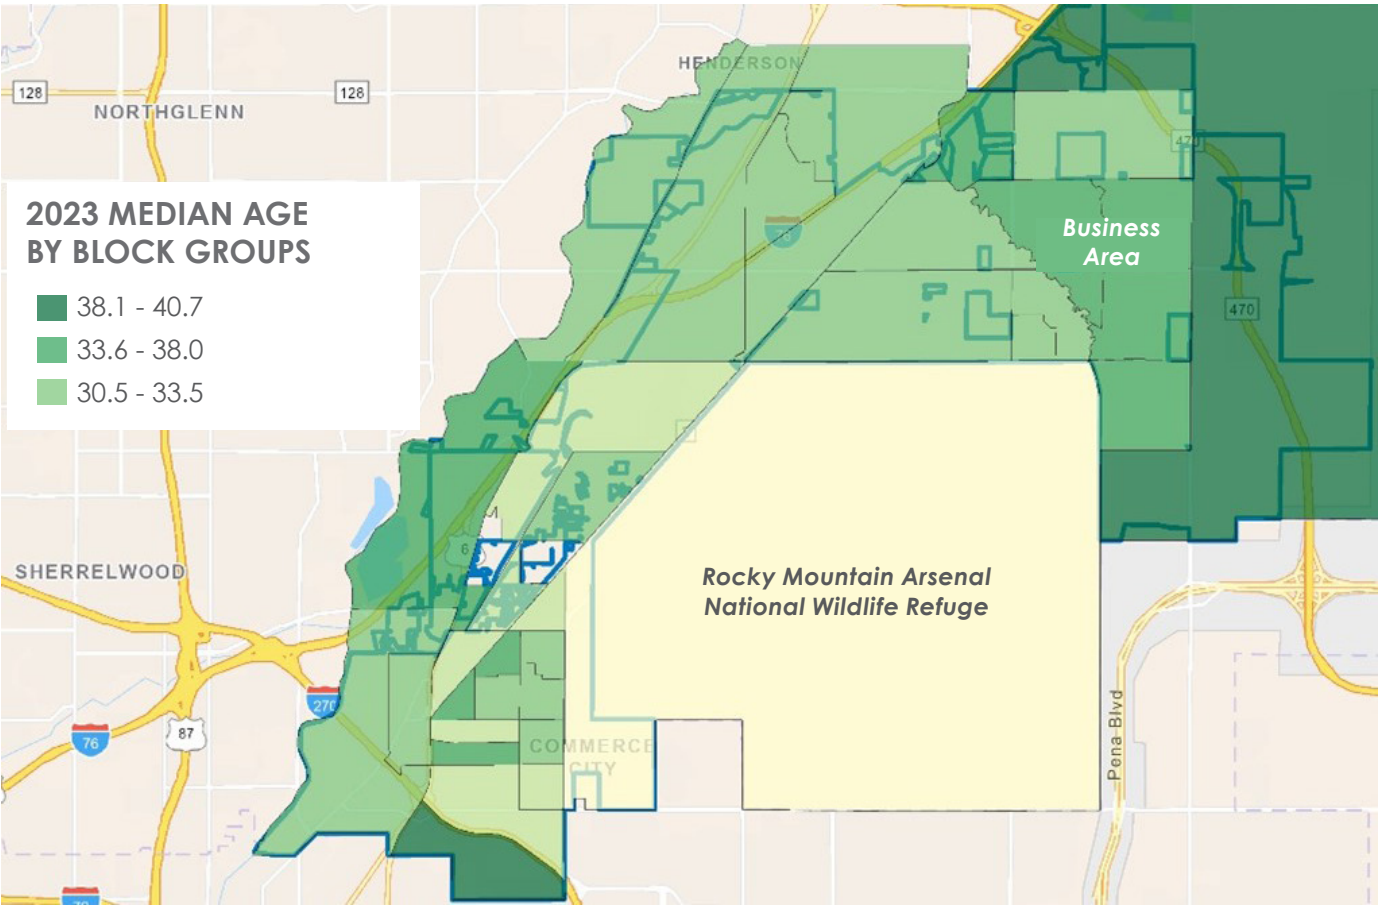 HENDERSON
128
128
NORTHGLENN
470
2023 MEDIAN AGE
BY BLOCK GROUPS
38.1 - 40.7
33.6 - 38.0
30.5 - 33.5
Business
Area
76
470
6
SHERRELWOOD
Rocky Mountain Arsenal
National Wildlife Refuge
270
76
87
Pena Blvd
COMMERCE
CITY